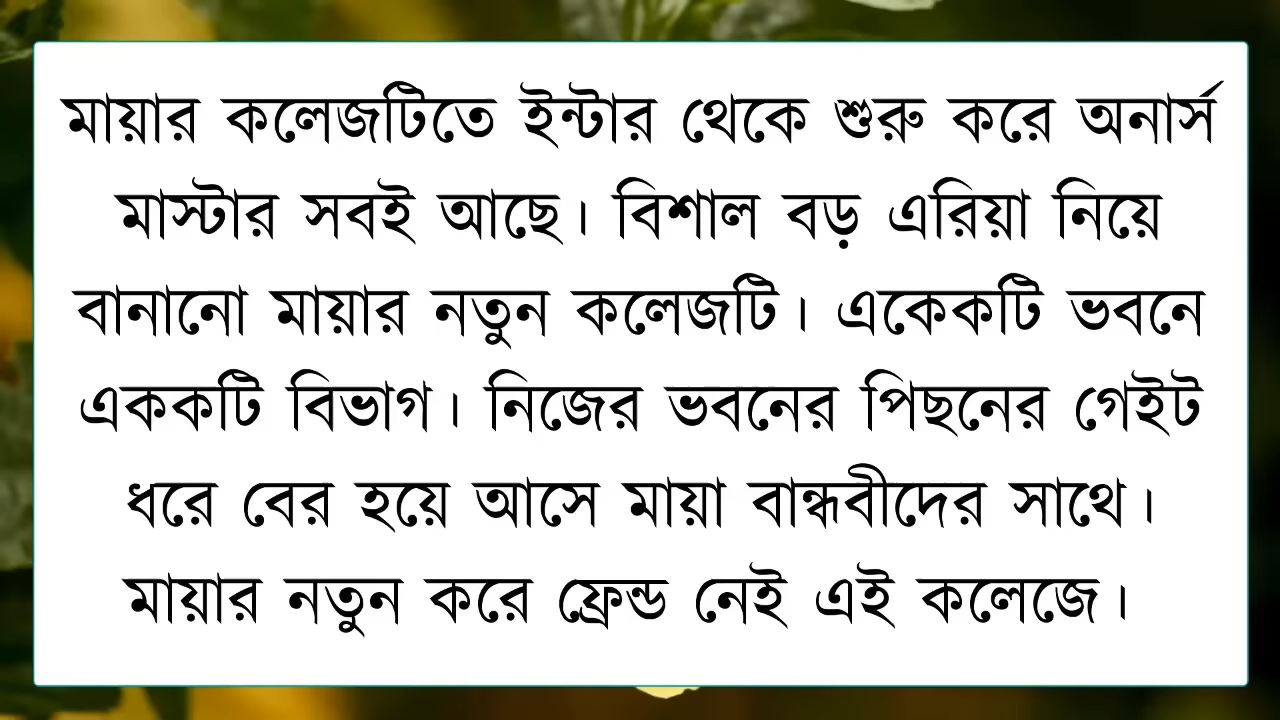 মায়ার কলেজটিতে ইন্টার থেকে শুরু করে অনার্স
মাস্টার সবই আছে। বিশাল বড় এরিয়া নিয়ে
বানানো মায়ার নতুন কলেজটি। একেকটি ভবনে
এককটি বিভাগ। নিজের ভবনের পিছনের গেইট
ধরে বের হয়ে আসে মায়া বান্ধবীদের সাথে।
মায়ার নতুন করে ফ্রেন্ড নেই এই কলেজে।